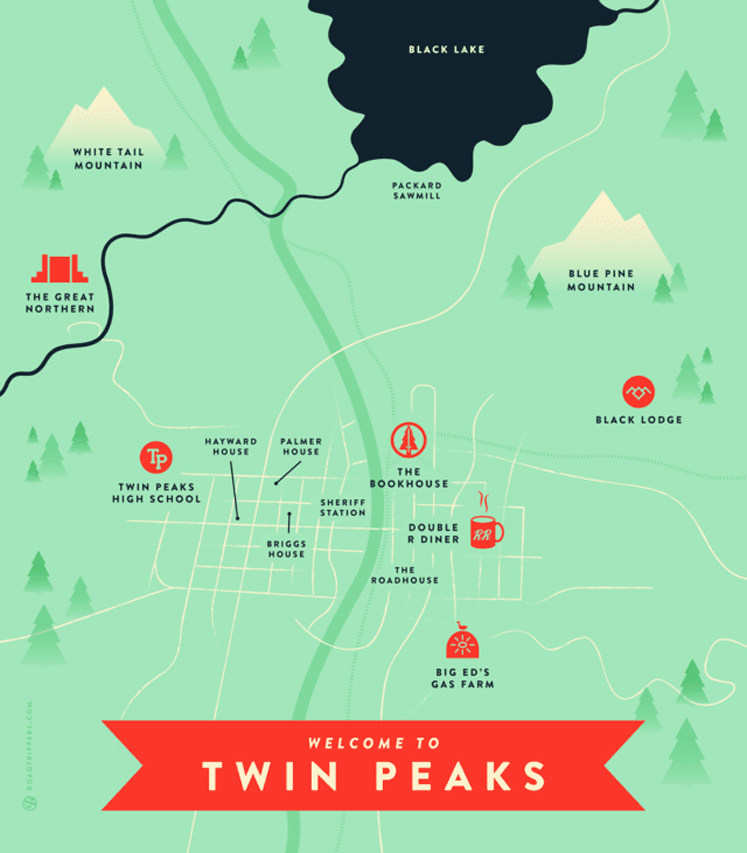 BLACK LAKE
WHITE TAIL
MOUNTAIN
PACKARD
SAWMILL
BLUE PINE
MOUNTAIN
THE GREAT
NORTHERN
BLACK LODGE
HAYWARD
HOUSE
PALMER
HOUSE
TP
TWIN PEAKS
HIGH SCHOOL
THE
BOOKHOUSE
SHERIFF
STATION
DOUBLE
R DINER
RR
BRIGGS
HOUSE
THE
ROADHOUSE
BIG ED'S
GAS FARM
ROADTRIPPERS.COM
WELCOME TO
TWIN PEAKS